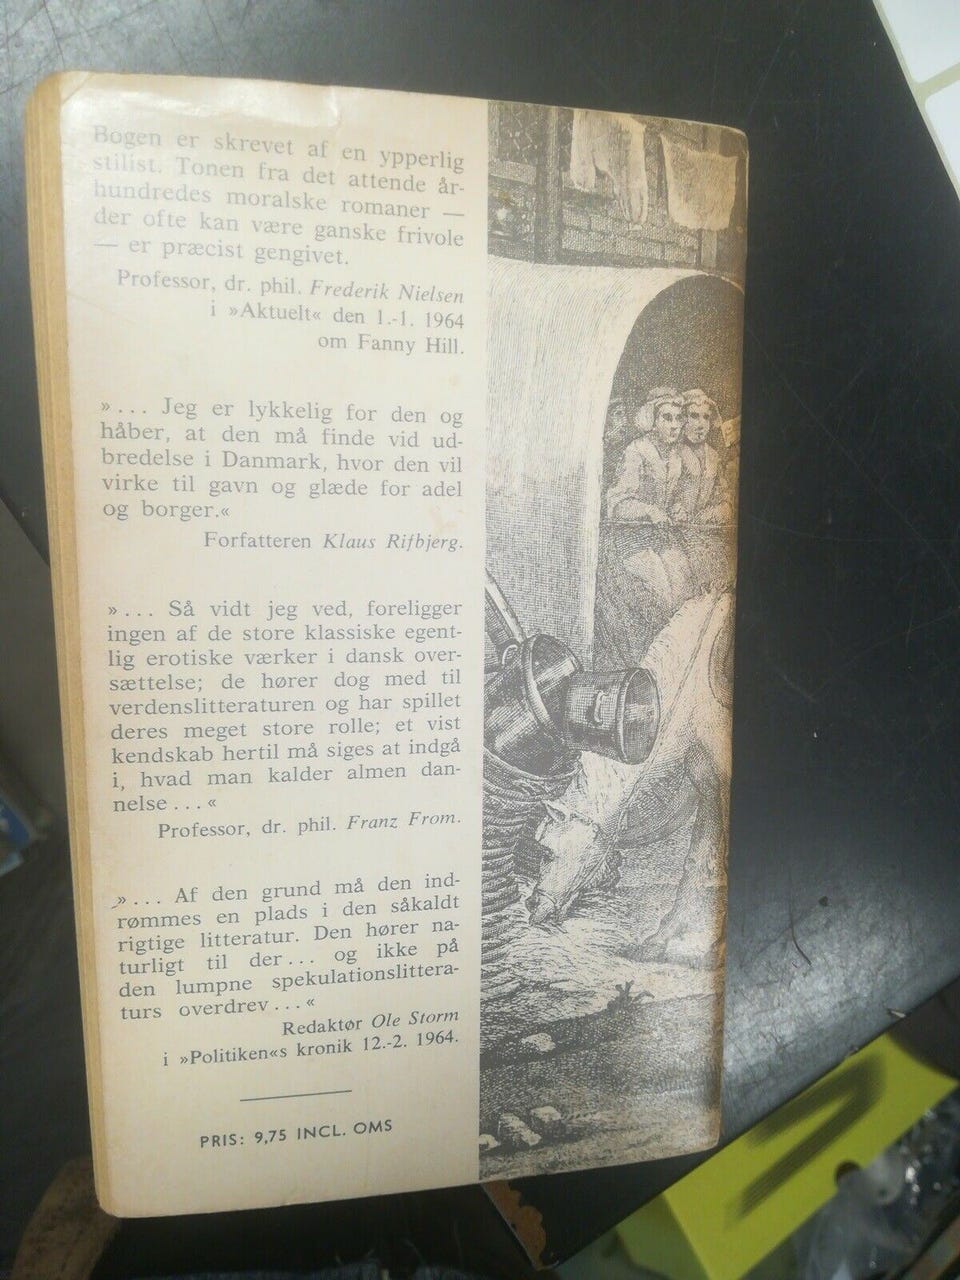 Bogen er skrevet af en ypperlig
stilist. Tonen fra det attende år-
hundredes moralske romaner —
der ofte kan være ganske frivole
— er præcist gengivet.
Professor, dr. phil. Frederik Nielsen
i »Aktuelt« den 1.-1. 1964
om Fanny Hill.
»... Jeg er lykkelig for den og
håber, at den må finde vid ud-
bredelse i Danmark, hvor den vil
virke til gavn og glæde for adel
og borger.«
Forfatteren Klaus Rifbjerg.
»... Så vidt jeg ved, foreligger
ingen af de store klassiske egent-
lig erotiske værker i dansk over-
sættelse; de hører dog med til
verdenslitteraturen og har spillet
deres meget store rolle; et vist
kendskab hertil må siges at indgå
i, hvad man kalder almen dan-
nelse...«
Professor, dr. phil. Franz From.
»... Af den grund må den ind-
rømmes en plads i den såkaldt
rigtige litteratur. Den hører na-
turligt til der... og ikke på
den lumpne spekulationslittera-
turs overdrev...«
Redaktør Ole Storm
i »Politiken«s kronik 12.-2. 1964.
PRIS: 9,75 INCL. OMS